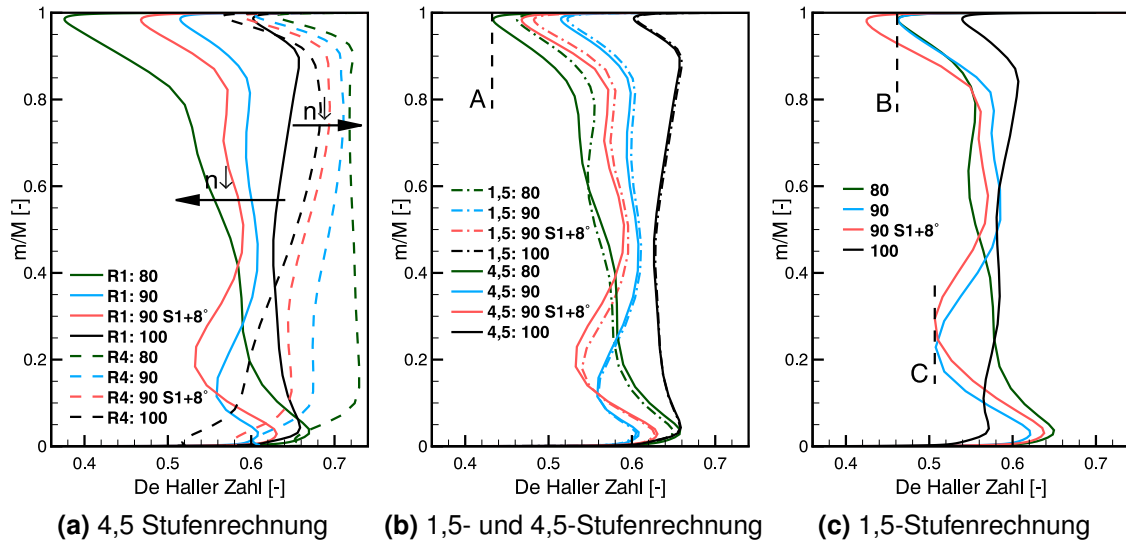 1
0.8
0.6
0.4
0.2
0
m/M [-]
n↓
n↓
R1: 80
R1: 90
R1: 90 S1+8°
R1: 100
R4: 80
R4: 90
R4: 90 S1+8°
R4: 100
0.4 0.5 0.6 0.7
De Haller Zahl [-]
(a) 4,5 Stufenrechnung
1
0.8
0.6
0.4
0.2
0
m/M [-]
A
1,5: 80
1,5: 90
1,5: 90 S1+8°
1,5: 100
4,5: 80
4,5: 90
4,5: 90 S1+8°
4,5: 100
0.4 0.5 0.6 0.7
De Haller Zahl [-]
(b) 1,5- und 4,5-Stufenrechnung
1
0.8
0.6
0.4
0.2
0
m/M [-]
B
80
90
90 S1+8°
100
C
0.4 0.5 0.6 0.7
De Haller Zahl [-]
(c) 1,5-Stufenrechnung